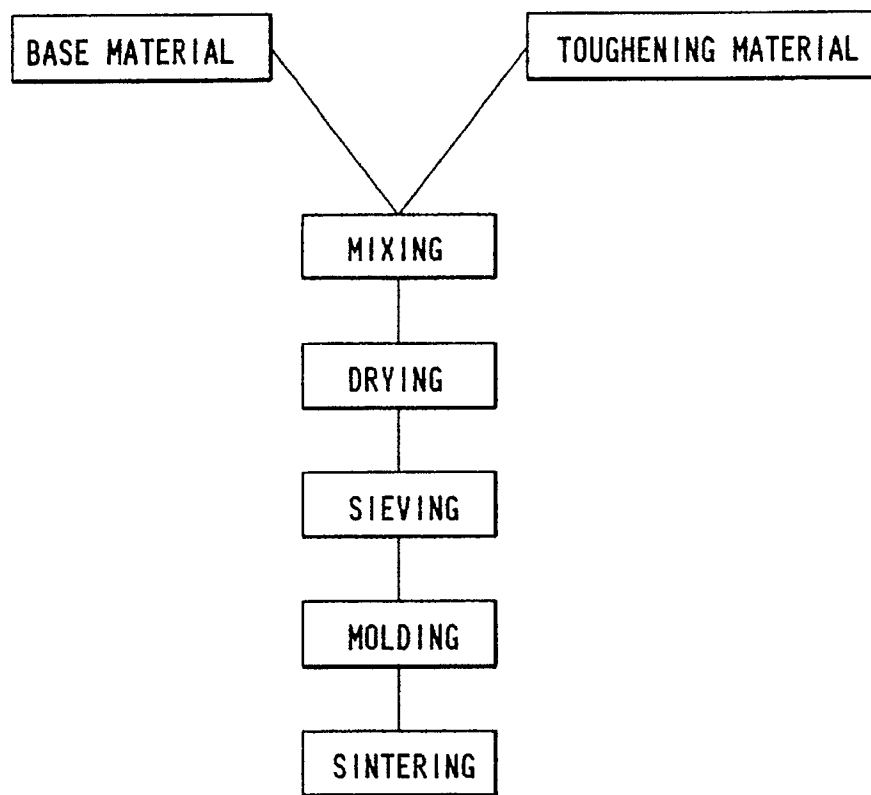 BASE MATERIAL
TOUGHENING MATERIAL
MIXING
DRYING
SIEVING
MOLDING
SINTERING